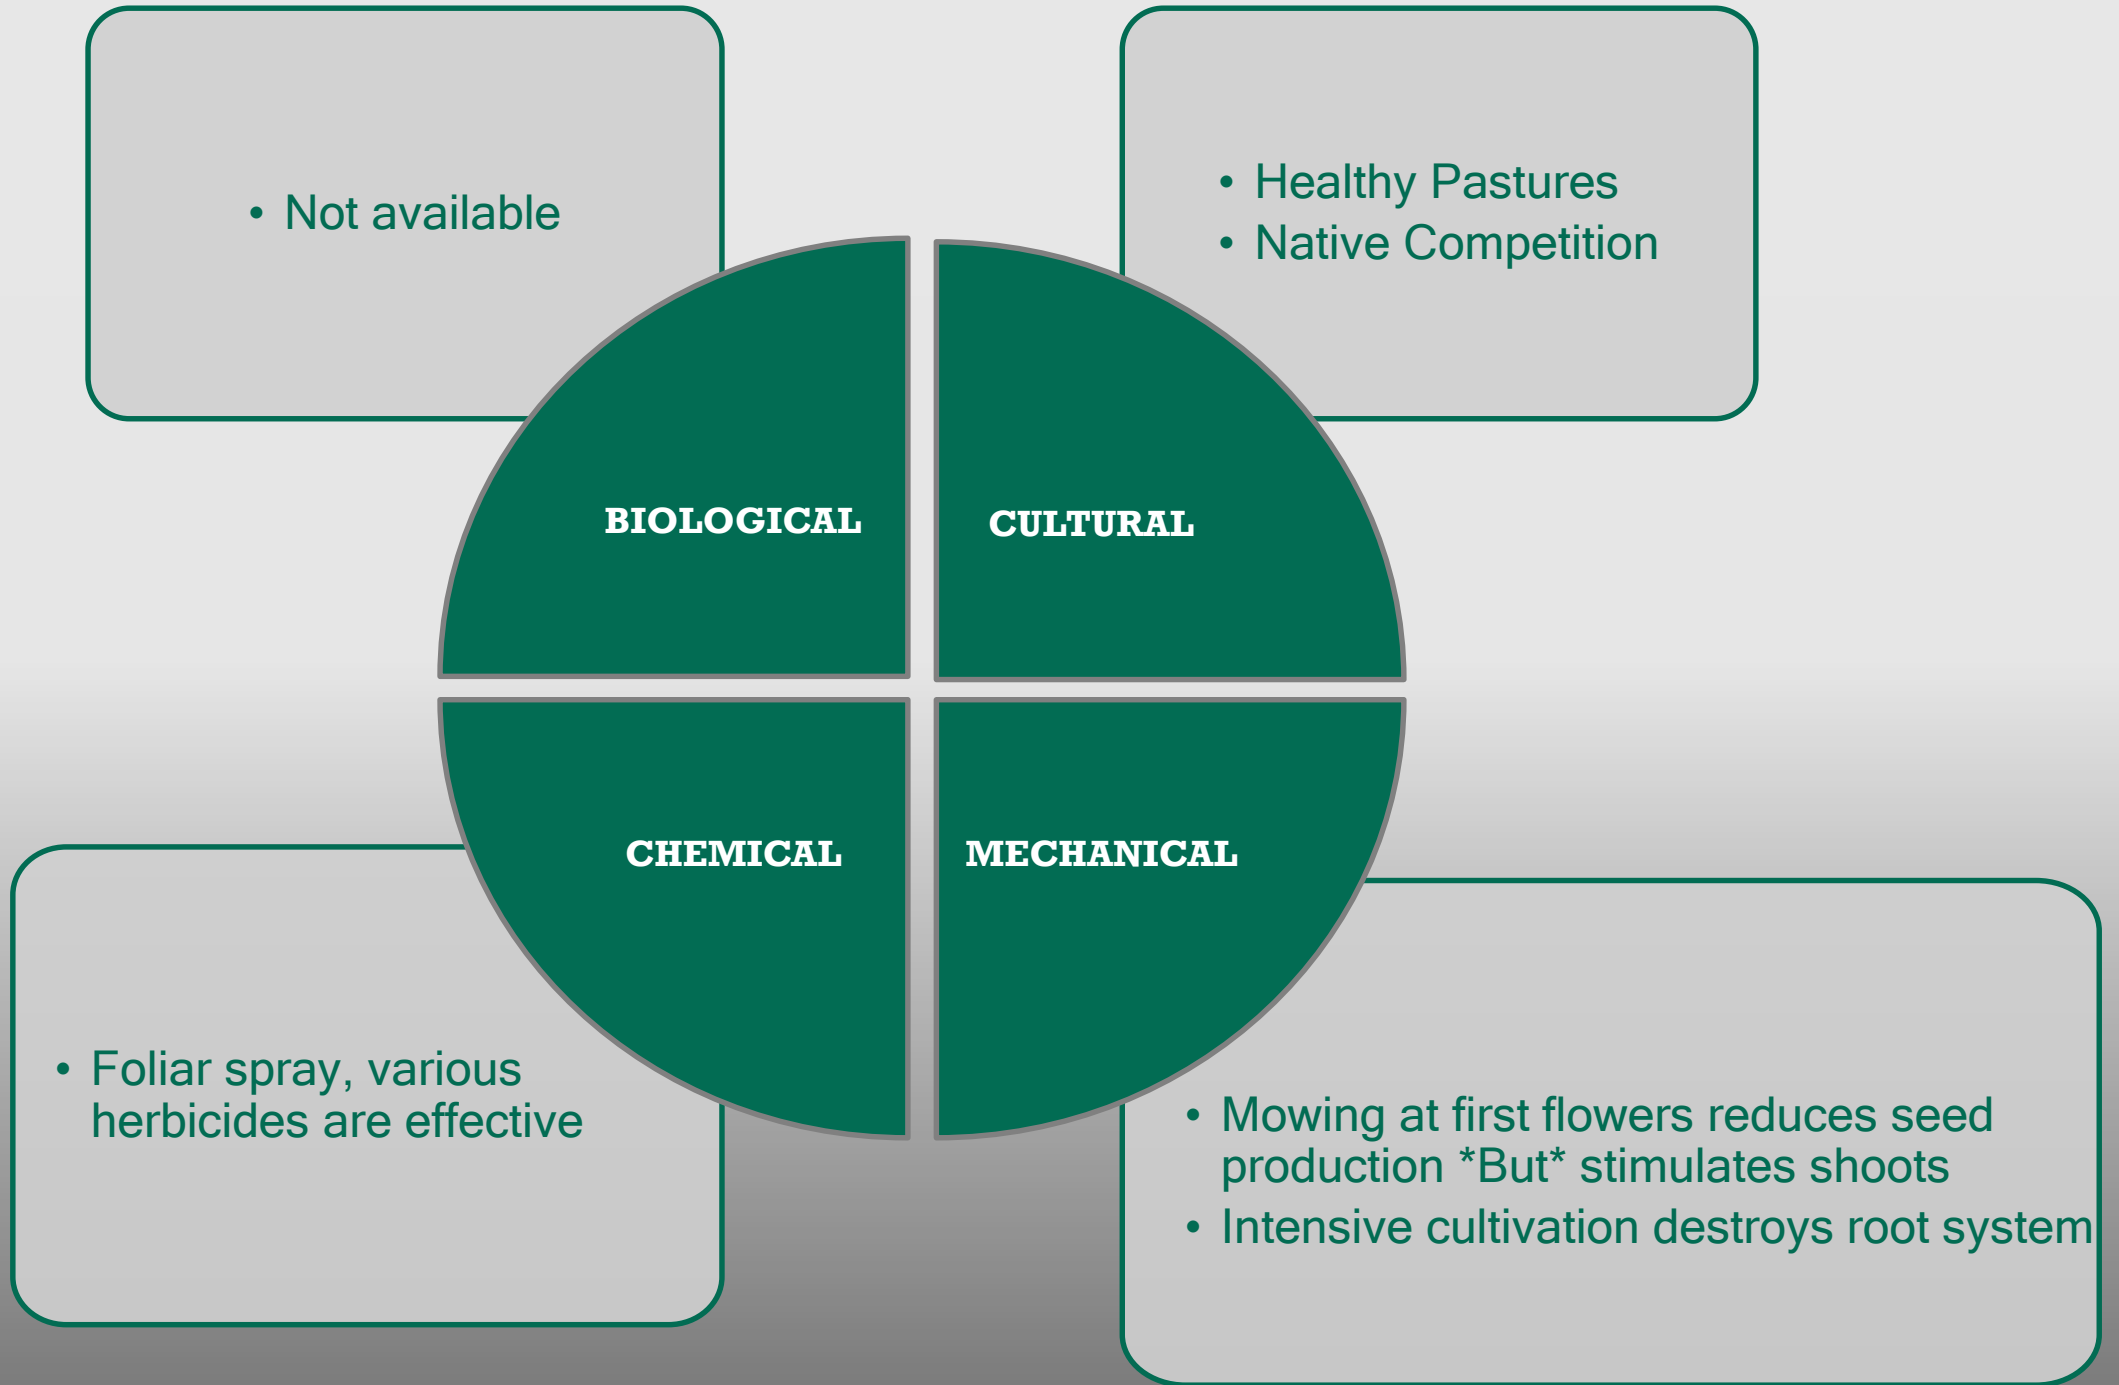 • Not available
• Healthy Pastures
• Native Competition
BIOLOGICAL
CULTURAL
CHEMICAL
MECHANICAL
• Foliar spray, various
herbicides are effective
• Mowing at first flowers reduces seed
production *But* stimulates shoots
• Intensive cultivation destroys root system